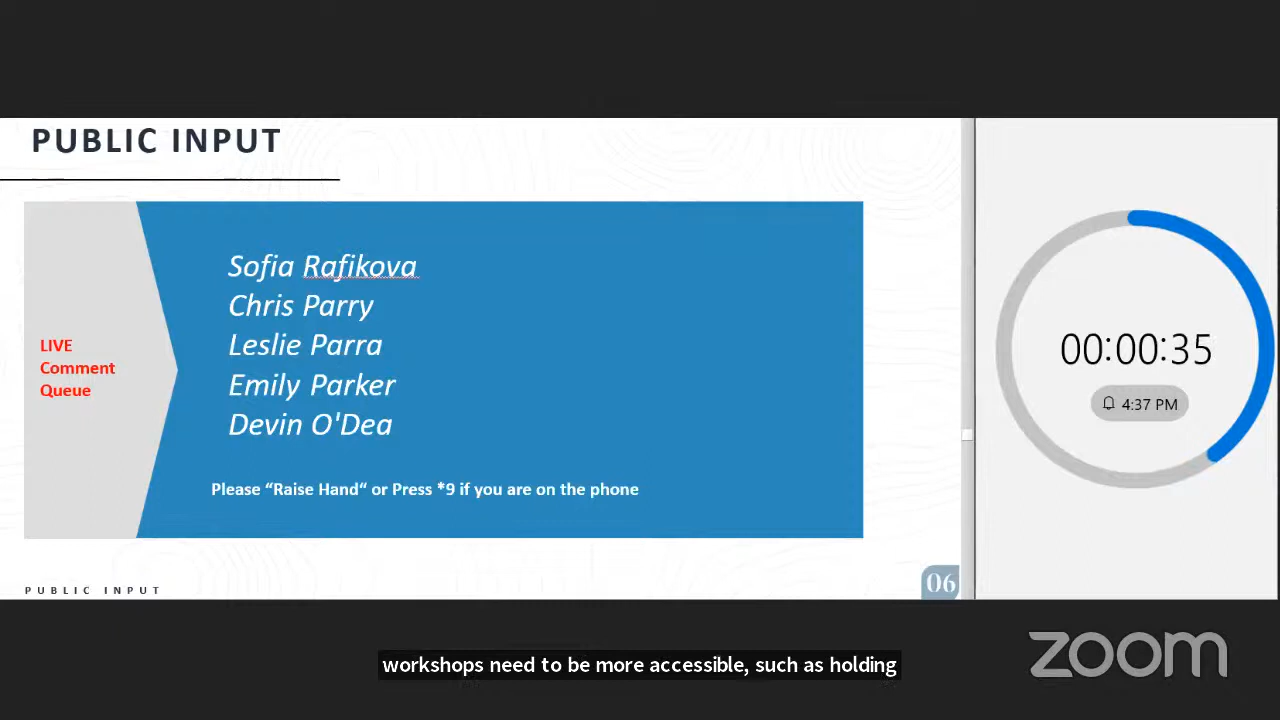 PUBLIC INPUT
Sofia Rafikova
Chris Parry
Leslie Parra
Emily Parker
Devin O'Dea
LIVE
Comment
Queue
Please “Raise Hand“ or Press *9 if you are on the phone
PUBLIC INPUT
06
00:00:35
4:37 PM
workshops need to be more accessible, such as holding
zoom